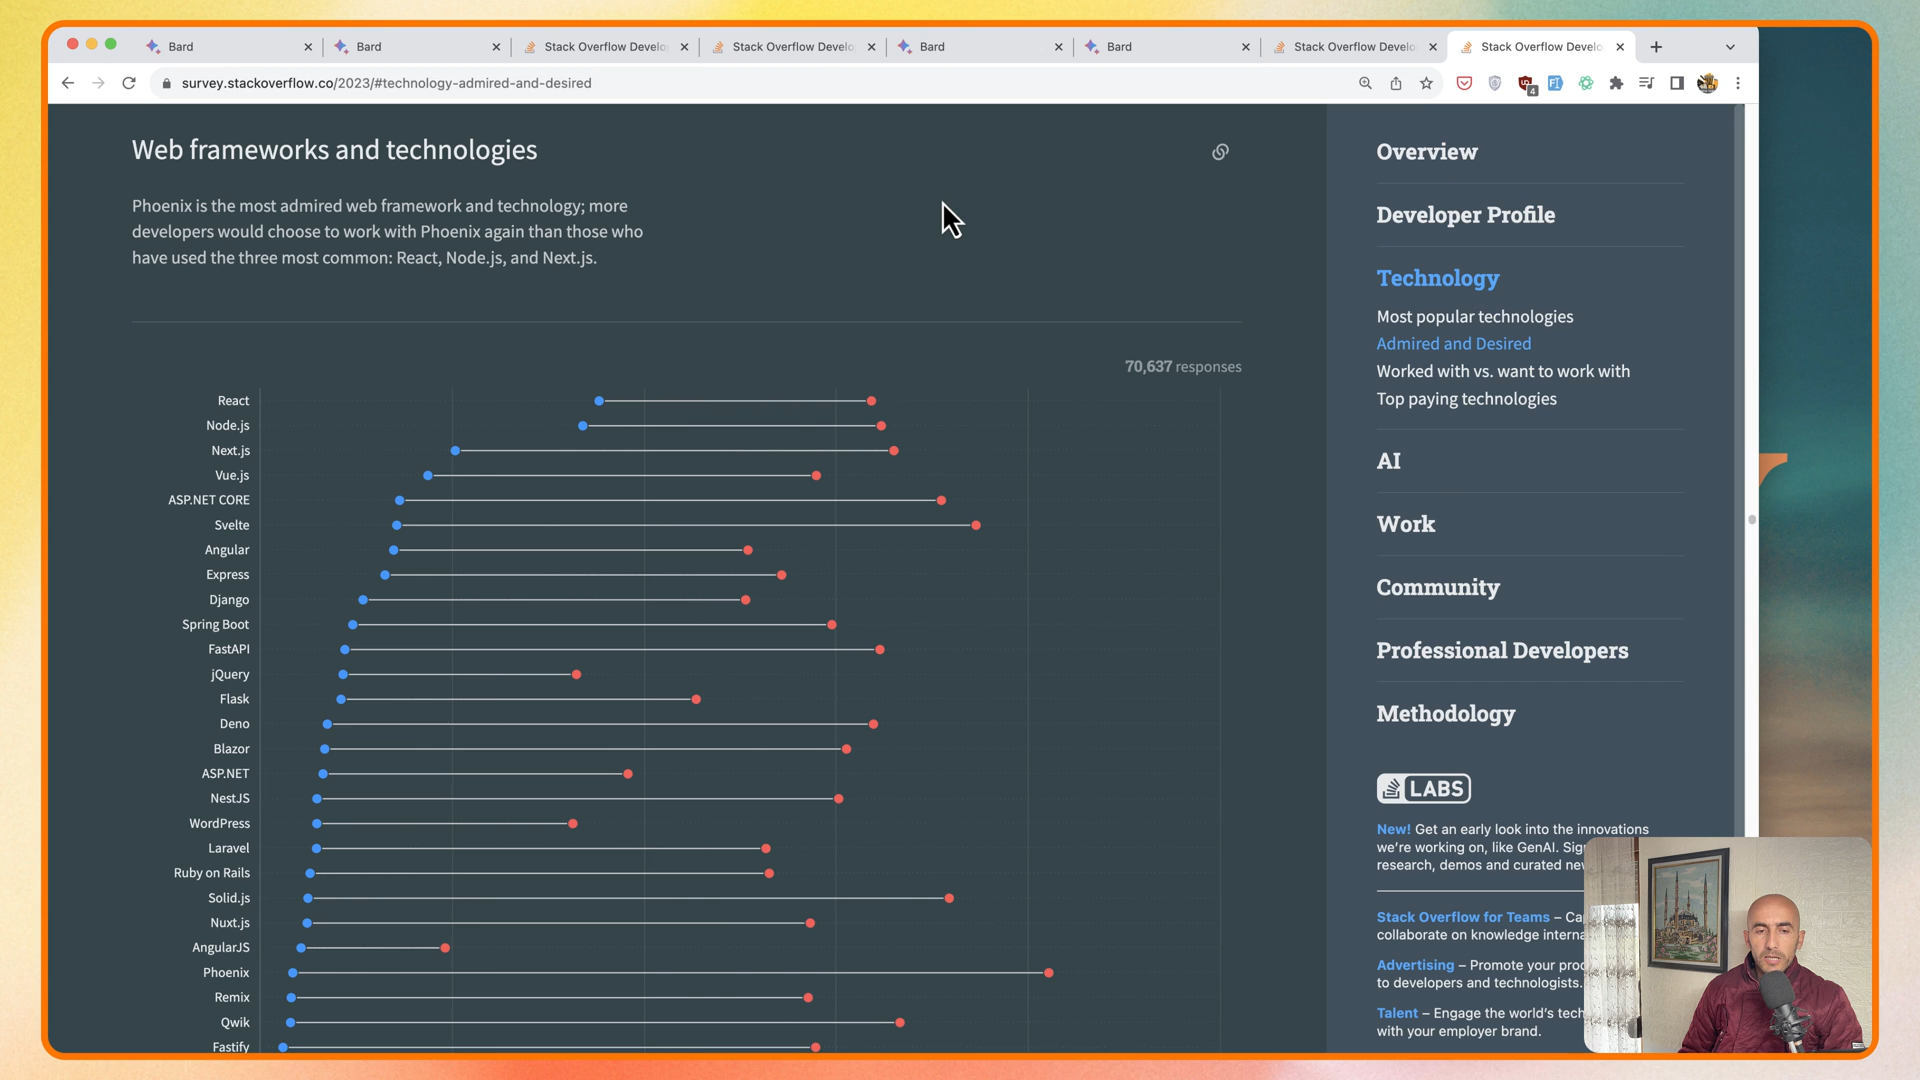 Bard
Bard
Stack Overflow Develo
Stack Overflow Develo
Bard
Bard
Stack Overflow Develo
Stack Overflow Develo
survey.stackoverflow.co/2023/#technology-admired-and-desired
4
Web frameworks and technologies
Phoenix is the most admired web framework and technology; more
developers would choose to work with Phoenix again than those who
have used the three most common: React, Node.js, and Next.js.
70,637 responses
React
Node.js
Next.js
Vue.js
ASP.NET CORE
Svelte
Angular
Express
Django
Spring Boot
FastAPI
jQuery
Flask
Deno
Blazor
ASP.NET
NestJS
WordPress
Laravel
Ruby on Rails
Solid.js
Nuxt.js
AngularJS
Phoenix
Remix
Qwik
Fastify
Overview
Developer Profile
Technology
Most popular technologies
Admired and Desired
Worked with vs. want to work with
Top paying technologies
AI
Work
Community
Professional Developers
Methodology
LABS
New! Get an early look into the innovations
we're working on, like GenAI. Sig
research, demos and curated ne
Stack Overflow for Teams – Ca
collaborate on knowledge interna
Advertising – Promote your pro
to developers and technologists.
Talent – Engage the world's tech
with your employer brand.